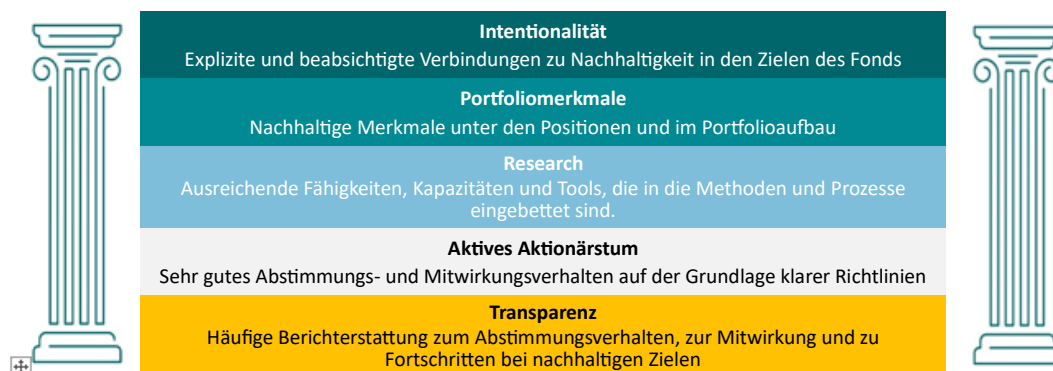 Intentionalität
Explizite und beabsichtigte Verbindungen zu Nachhaltigkeit in den Zielen des Fonds
Portfoliomerkmale
Nachhaltige Merkmale unter den Positionen und im Portfolioaufbau
Research
Ausreichende Fähigkeiten, Kapazitäten und Tools, die in die Methoden und Prozesse
eingebettet sind.
Aktives Aktionärstum
Sehr gutes Abstimmungs- und Mitwirkungsverhalten auf der Grundlage klarer Richtlinien
Transparenz
Häufige Berichterstattung zum Abstimmungsverhalten, zur Mitwirkung und zu
Fortschritten bei nachhaltigen Zielen